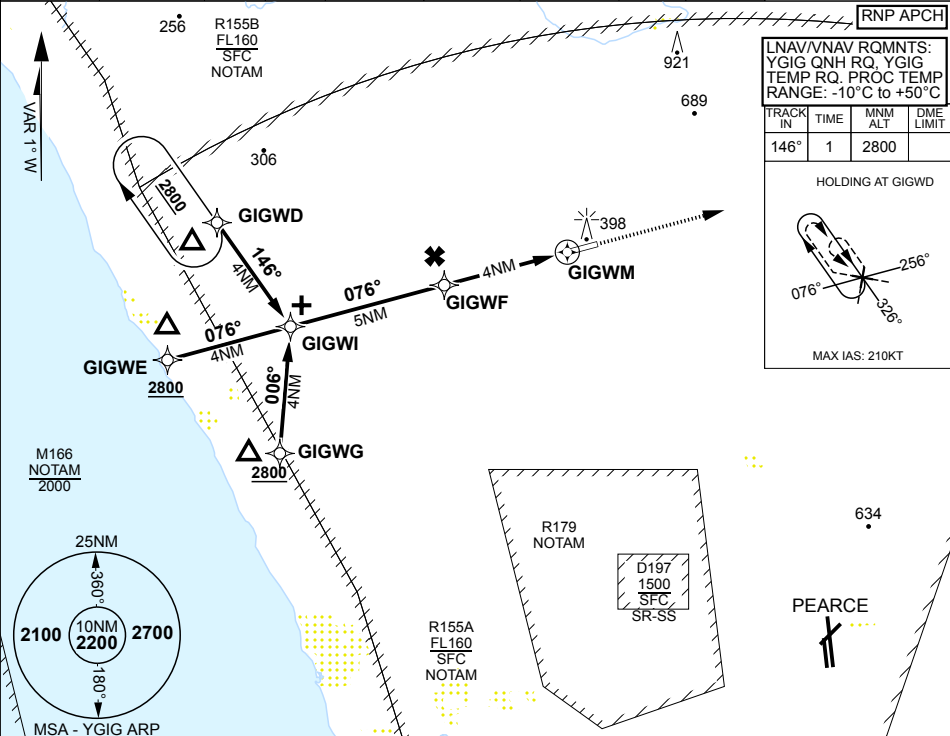 256
R155B
FL160
SFC
NOTAM
RNP APCH
921
LNAV/VNAV RQMNTS:
YGIG QNH RQ, YGIG
TEMP RQ. PROC TEMP
RANGE: -10°C to +50°C
TRACK IN
TIME
MNM ALT
DME LIMIT
146°
1
2800
VAR 1° W
689
306
2800
HOLDING AT GIGWD
GIGWD
398
146°
4NM
GIGWM
4NM
256°
076°
326°
076°
5NM
GIGWF
076°
4NM
GIGWI
MAX IAS: 210KT
GIGWE
2800
006°
4NM
GIGWG
2800
M166
NOTAM
2000
R179
NOTAM
634
25NM
360°
D197
1500
SFC
SR-SS
PEARCE
2100
10NM
2200
2700
180°
R155A
FL160
SFC
NOTAM
MSA - YGIG ARP